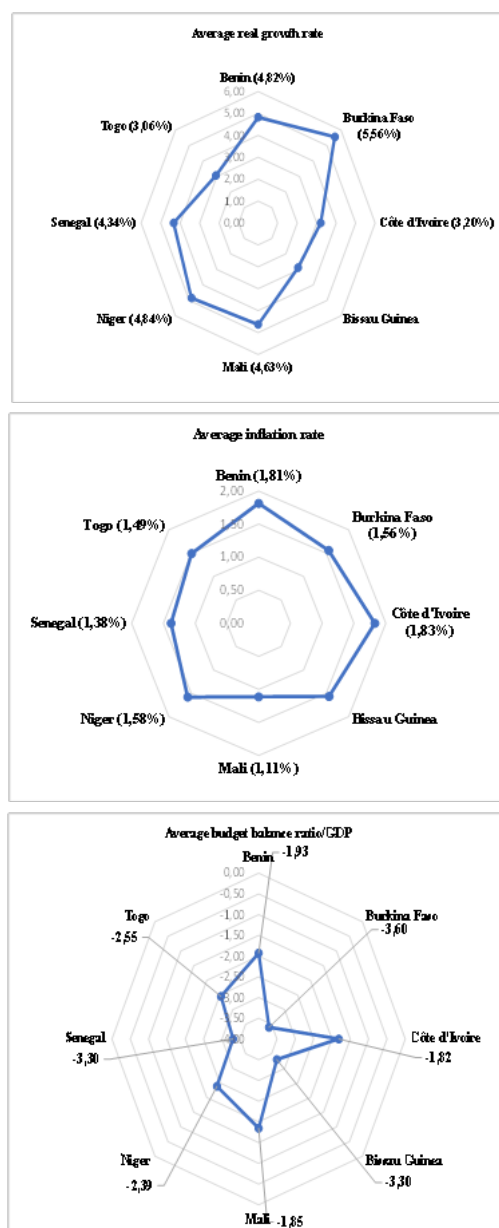 Average real growth rate
Benin (4,82%)
6,00
Burkina Faso
(5,56%)
Togo (3,06%)
4,00
3,00
2,00
1,00
0,00
Senegal (4,34%)
Côte d'Ivoire (3,20%)
Niger (4,84%)
Bissau Guinea
Mali (4,63%)
Average inflation rate
Benin (1,81%)
2,00
Burkina Faso
(1,56%)
Togo (1,49%)
1,50
1,00
0,50
0,00
Senegal (1,38%)
Côte d'Ivoire
(1,83%)
Niger (1,58%)
Bissau Guinea
Mali (1,11%)
Average budget balance ratio/GDP
Benin
-1,93
0,00
-0,50
Togo
-2,55
-1,00
Burkina Faso
-3,60
-1,50
-2,00
Senegal
-3,30
Côte d'Ivoire
-1,82
Niger
-2,39
Bissau Guinea
-3,30
Mali
-1,85